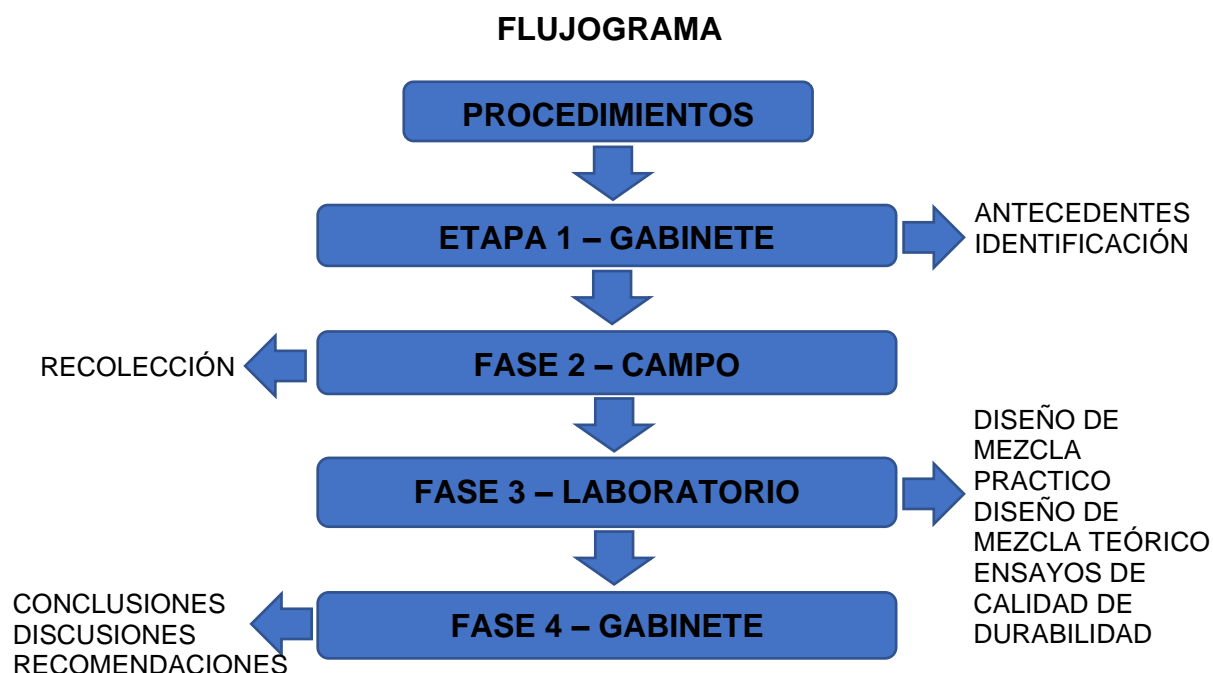 FLUJOGRAMA
PROCEDIMIENTOS
ETAPA 1 – GABINETE
ANTECEDENTES
IDENTIFICACIÓN
RECOLECCIÓN
FASE 2 – CAMPO
FASE 3 – LABORATORIO
DISEÑO DE
MEZCLA
PRACTICO
DISEÑO DE
MEZCLA TEÓRICO
ENSAYOS DE
CALIDAD DE
DURABILIDAD
CONCLUSIONES
DISCUSIONES
RECOMENDACIONES
FASE 4 – GABINETE